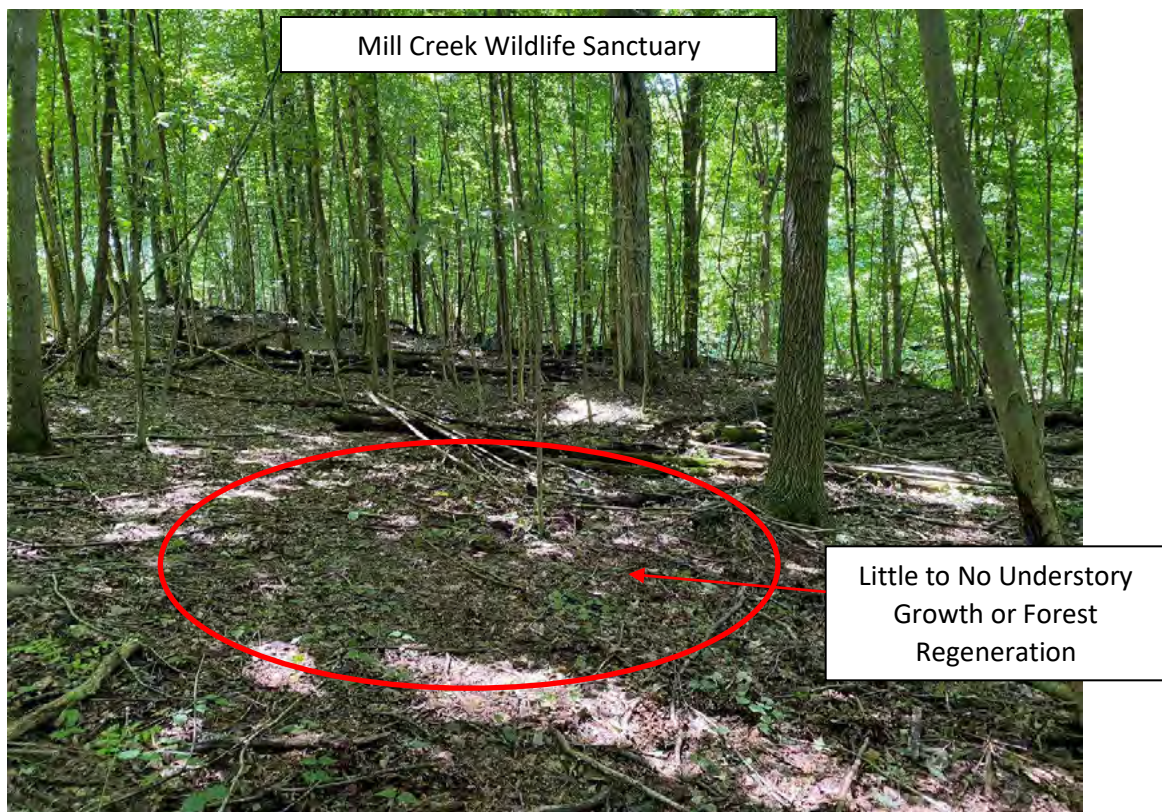 Mill Creek Wildlife Sanctuary
Little to No Understory
Growth or Forest
Regeneration